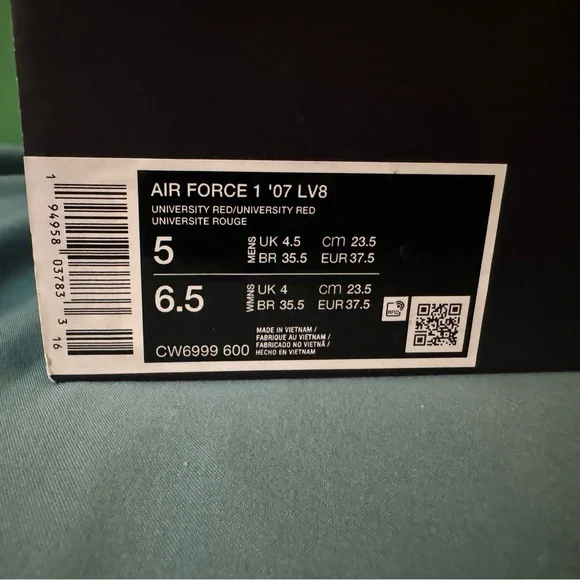 AIR FORCE 1 '07 LV8
UNIVERSITY RED/UNIVERSITY RED
UNIVERSITE ROUGE
5 MENS UK 4.5 cm 23.5
BR 35.5 EUR 37.5
6.5 WMNS UK 4 cm 23.5
BR 35.5 EUR 37.5
CW6999 600
MADE IN VIETNAM /
FABRIQUE AU VIETNAM /
FABRICADO NO VIETNÃ /
HECHO EN VIETNAM
RFID
1 94958 03783 3 16